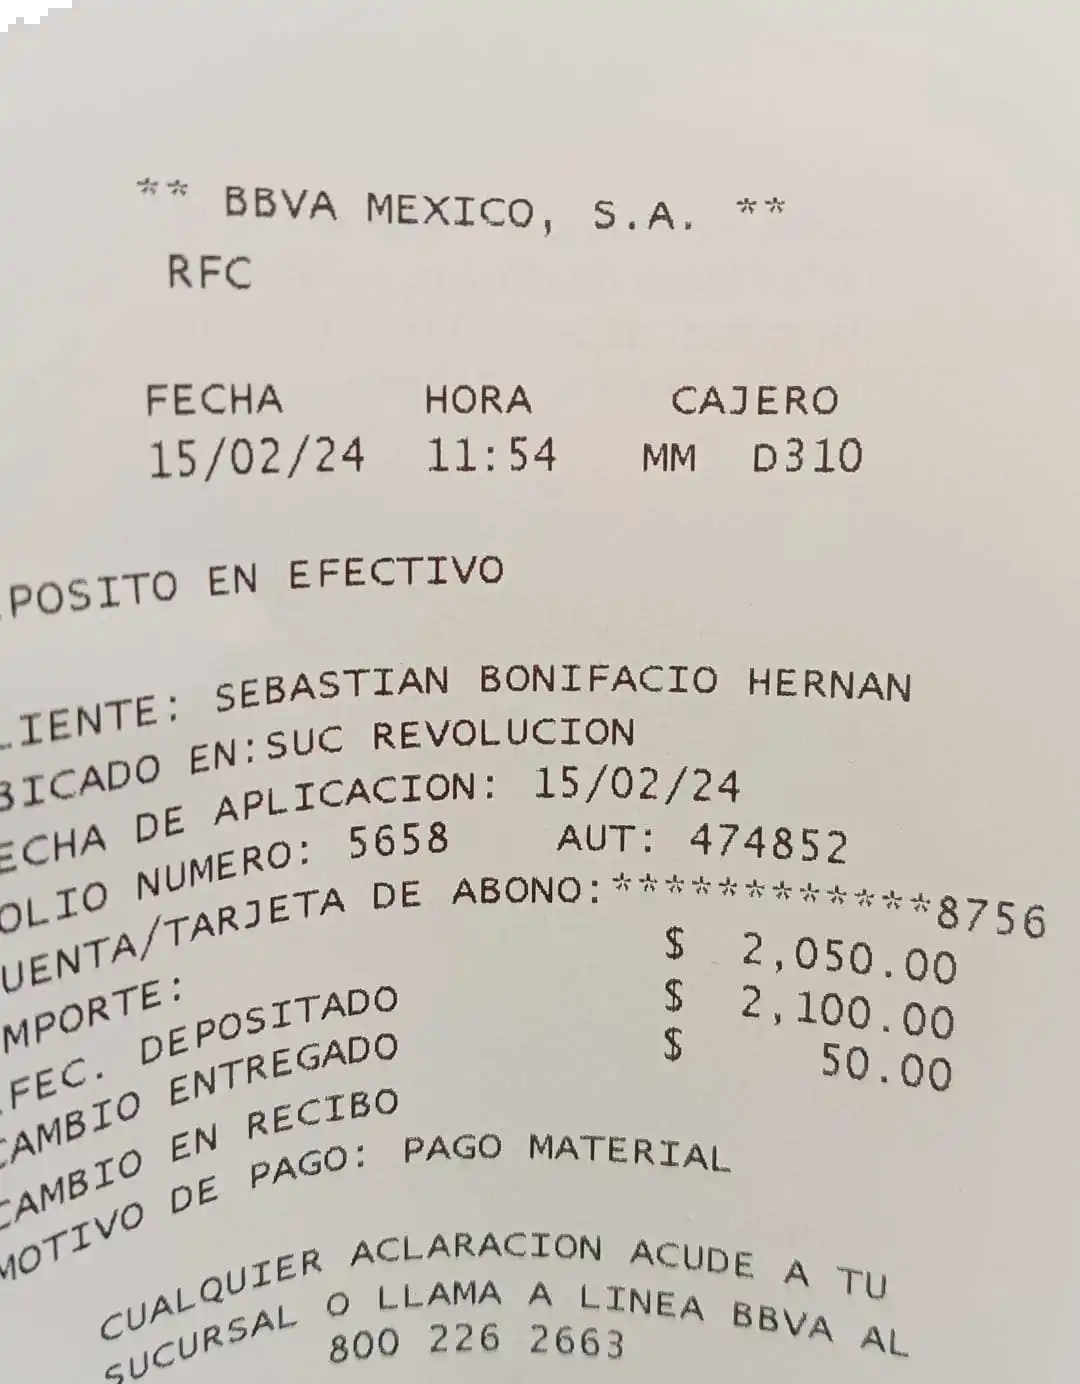 ** BBVA MEXICO, S.A. **
RFC
FECHA HORA CAJERO
15/02/24 11:54 MM D310
POSITO EN EFECTIVO
LIENTE: SEBASTIAN BONIFACIO HERNAN
BICADO EN:SUC REVOLUCION
ECHA DE APLICACION: 15/02/24
OLIO NUMERO: 5658 AUT: 474852
UENTA/TARJETA DE ABONO:************8756
MPORTE: $ 2,050.00
FEC. DEPOSITADO $ 2,100.00
CAMBIO ENTREGADO $ 50.00
CAMBIO EN RECIBO
MOTIVO DE PAGO: PAGO MATERIAL
CUALQUIER ACLARACION ACUDE A TU
SUCURSAL O LLAMA A LINEA BBVA AL
800 226 2663